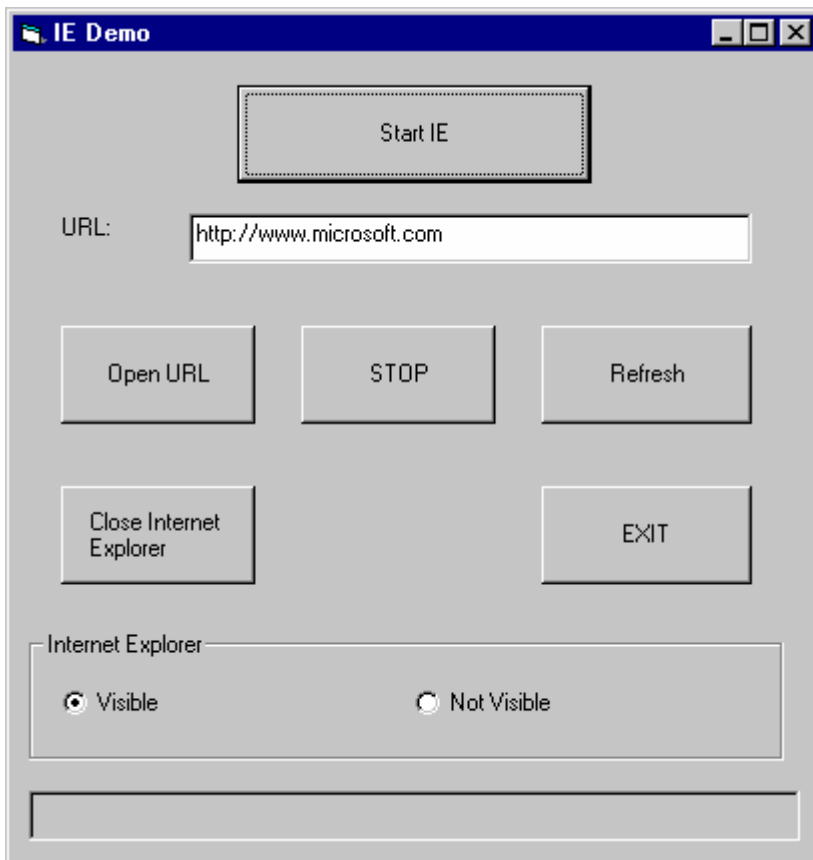 IE Demo
Start IE
URL:
http://www.microsoft.com
Open URL
STOP
Refresh
Close Internet
Explorer
EXIT
Internet Explorer
Visible
Not Visible